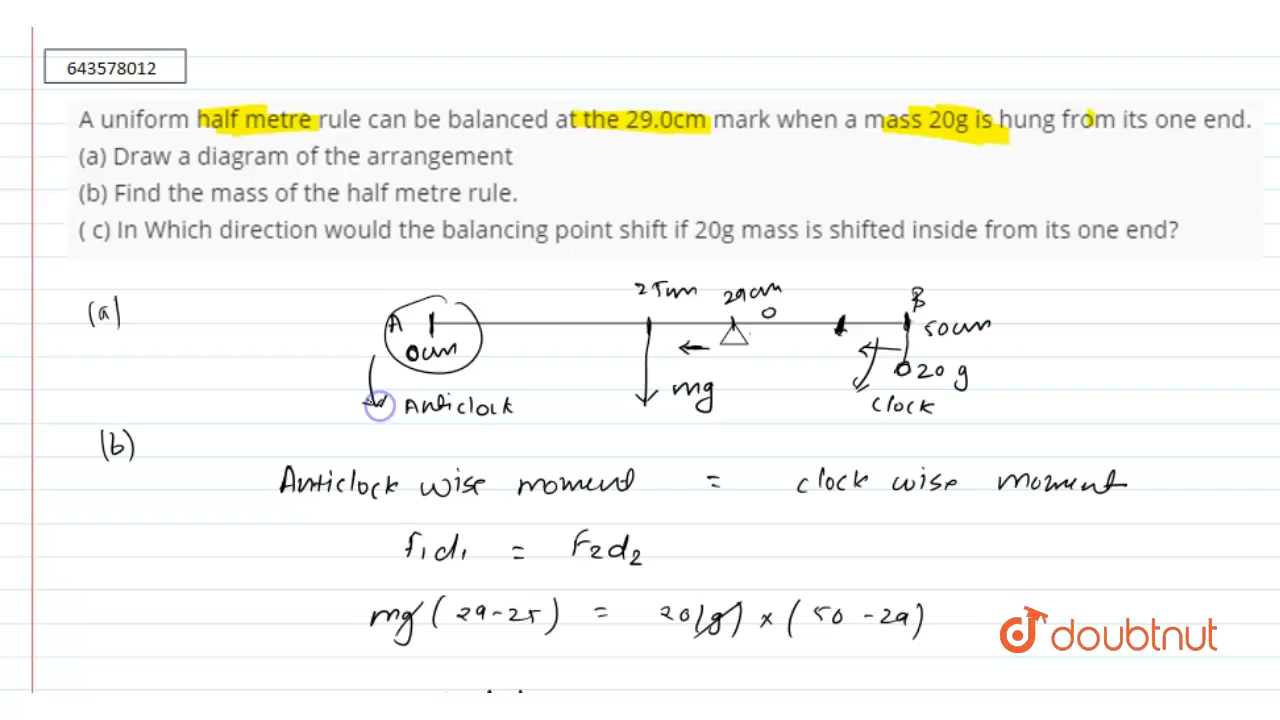 643578012
A uniform half metre rule can be balanced at the 29.0cm mark when a mass 20g is hung from its one end.
(a) Draw a diagram of the arrangement
(b) Find the mass of the half metre rule.
( c) In Which direction would the balancing point shift if 20g mass is shifted inside from its one end?
(a)
25cm 29cm O B
A 50cm
0cm 20 g
mg
Anticlock clock
(b)
Anticlock wise moment = clock wise moment
f₁d₁ = F₂d₂
mg (29-25) = 20(g) × (50 - 29)
doubtnut